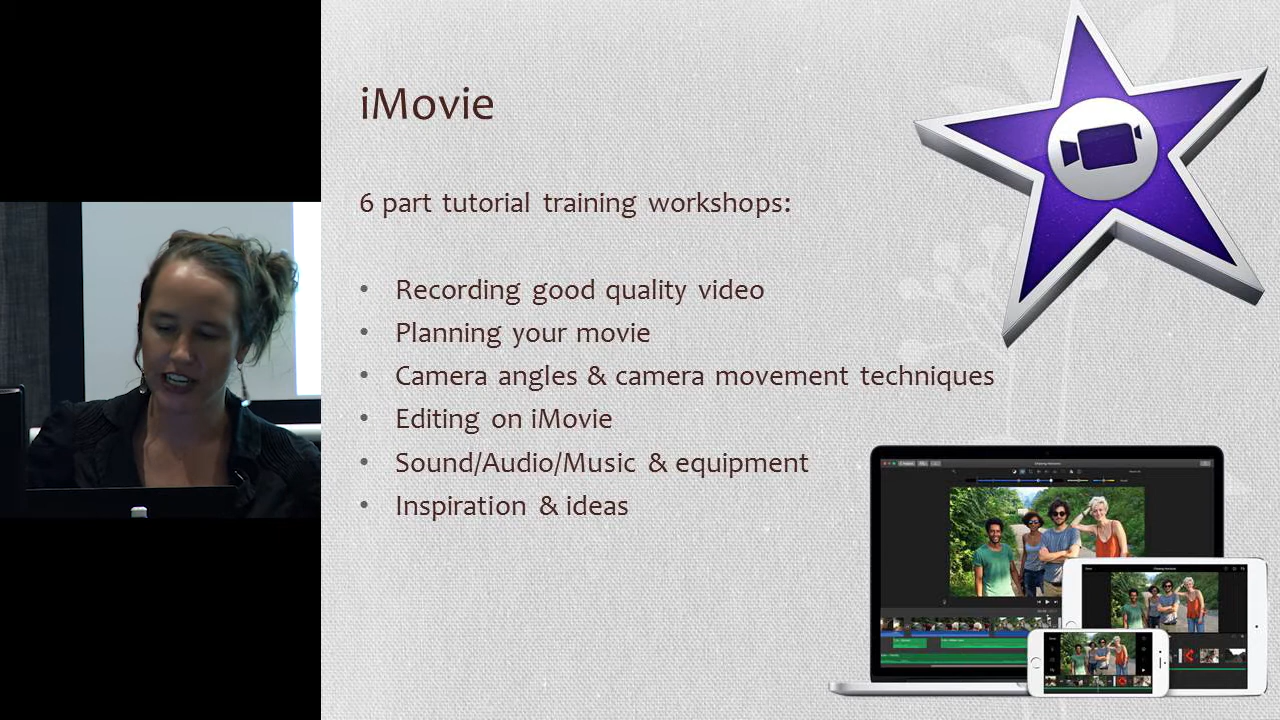 iMovie
6 part tutorial training workshops:
• Recording good quality video
• Planning your movie
• Camera angles & camera movement techniques
• Editing on iMovie
• Sound/Audio/Music & equipment
• Inspiration & ideas